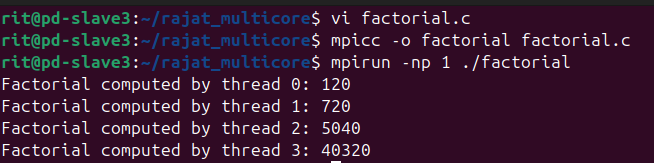 rit@pd-slave3:~/rajat_multicore$ vi factorial.c
rit@pd-slave3:~/rajat_multicore$ mpicc -o factorial factorial.c
rit@pd-slave3:~/rajat_multicore$ mpirun -np 1 ./factorial
Factorial computed by thread 0: 120
Factorial computed by thread 1: 720
Factorial computed by thread 2: 5040
Factorial computed by thread 3: 40320